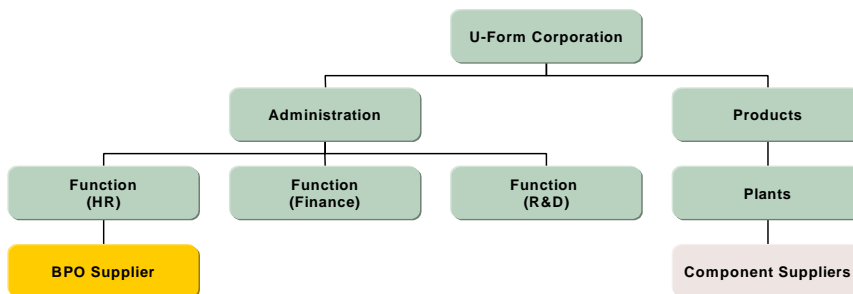 U-Form Corporation
Administration
Products
Function
(HR)
Function
(Finance)
Function
(R&D)
Plants
BPO Supplier
Component Suppliers